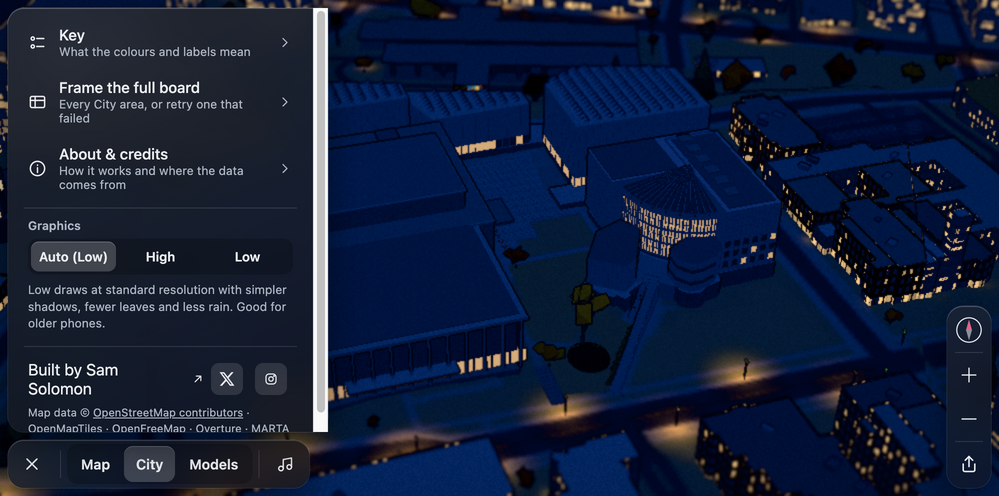 Key
What the colours and labels mean
Frame the full board
Every City area, or retry one that
failed
About & credits
How it works and where the data
comes from
Graphics
Auto (Low)
High
Low
Low draws at standard resolution with simpler
shadows, fewer leaves and less rain. Good for
older phones.
Built by Sam
Solomon
Map data © OpenStreetMap contributors ·
OpenMapTiles · OpenFreeMap · Overture · MARTA
Map
City
Models